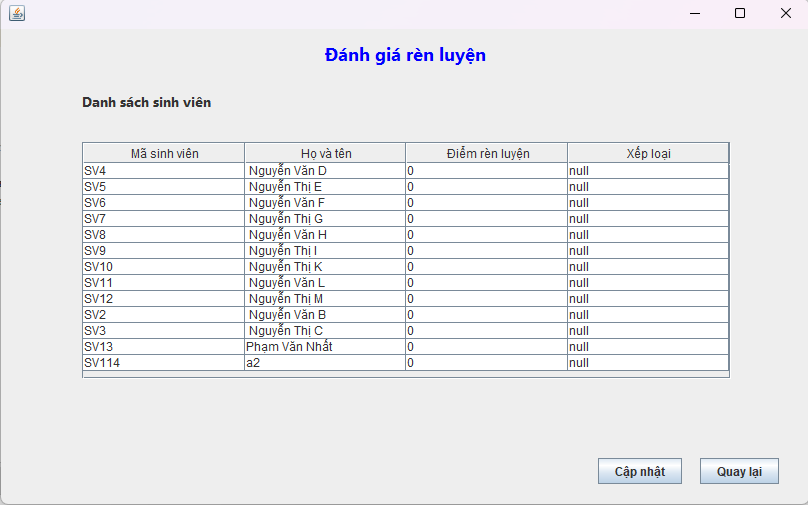 Đánh giá rèn luyện
Danh sách sinh viên
Mã sinh viên Họ và tên Điểm rèn luyện Xếp loại
SV4 Nguyễn Văn D 0 null
SV5 Nguyễn Thị E 0 null
SV6 Nguyễn Văn F 0 null
SV7 Nguyễn Thị G 0 null
SV8 Nguyễn Văn H 0 null
SV9 Nguyễn Thị I 0 null
SV10 Nguyễn Thị K 0 null
SV11 Nguyễn Văn L 0 null
SV12 Nguyễn Thị M 0 null
SV2 Nguyễn Văn B 0 null
SV3 Nguyễn Thị C 0 null
SV13 Phạm Văn Nhất 0 null
SV114 a2 0 null
Cập nhật Quay lại